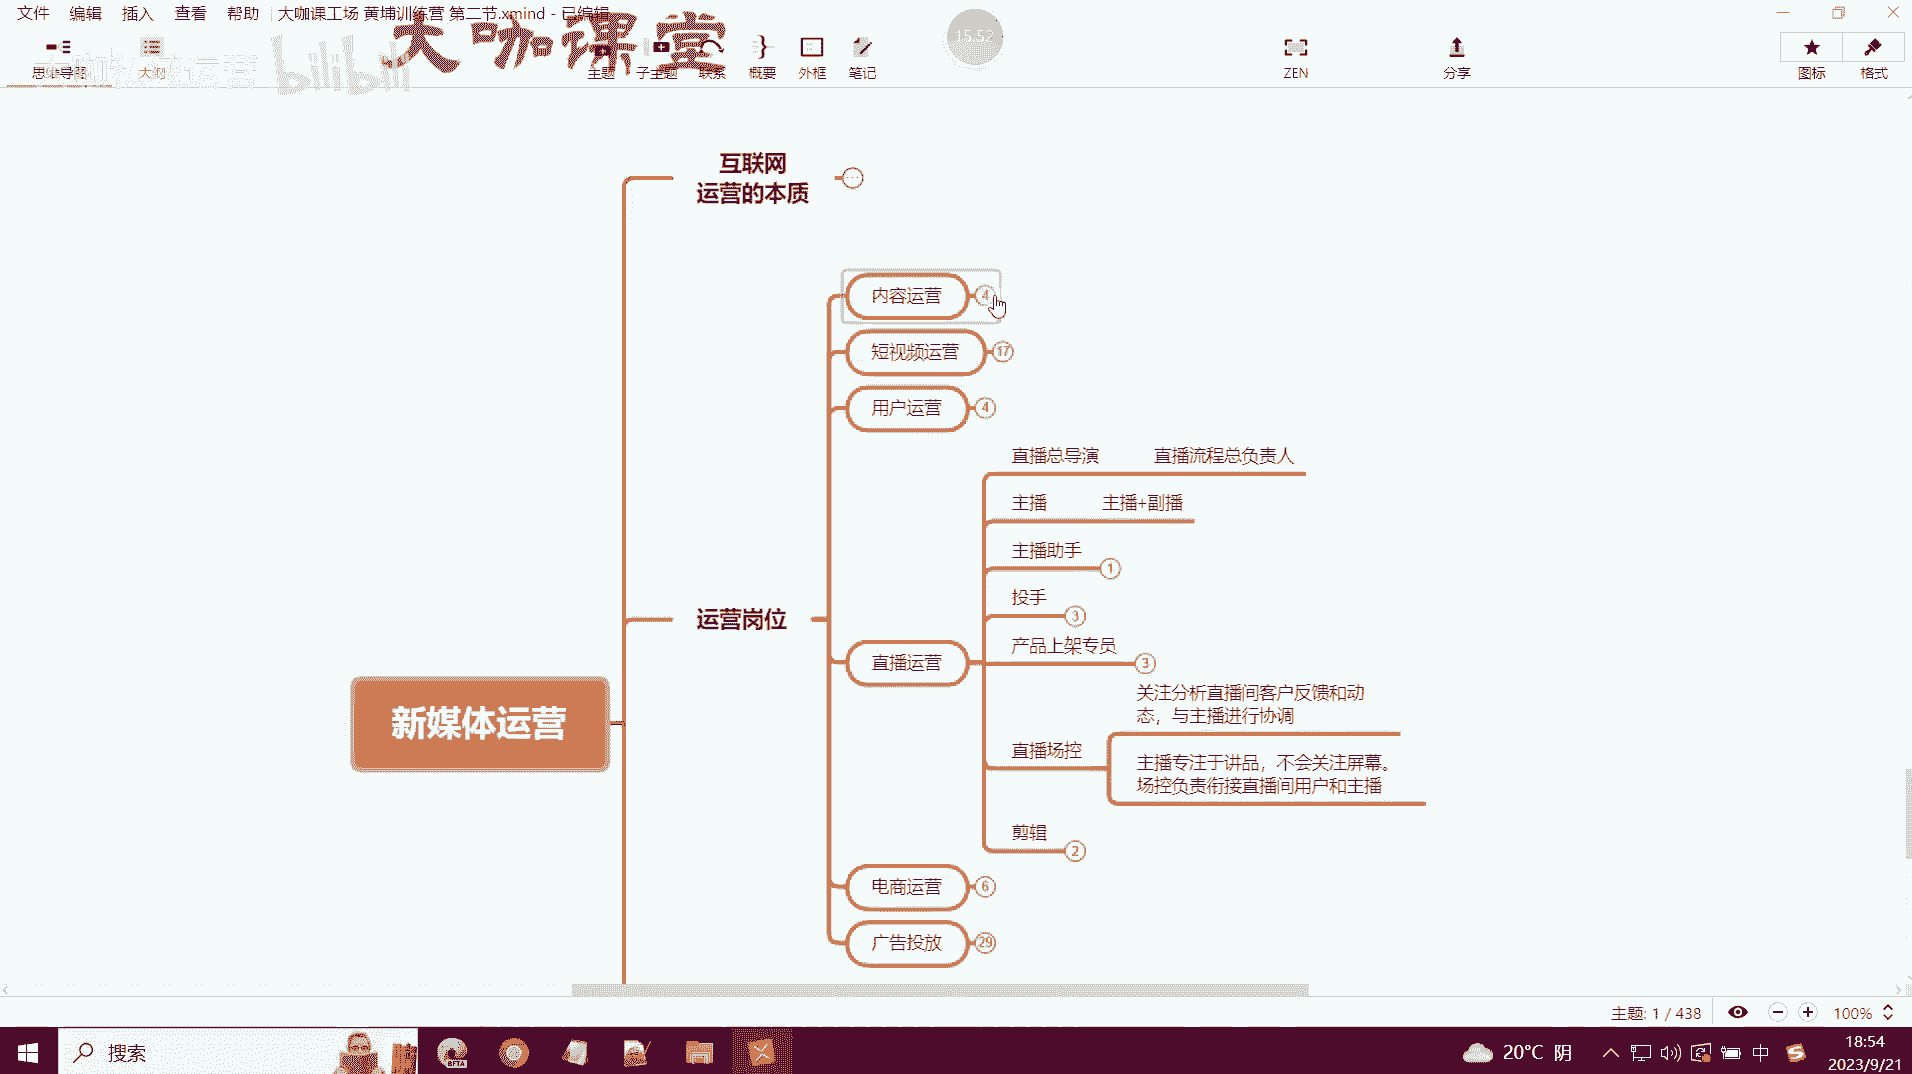 文件 编辑 插入 查看 帮助 大咖课工场 黄埔训练营 第二节.xmind - 已编辑
大咖课堂
bilibili
15:52
思维导图 大纲 主题 子主题 联系 概要 外框 笔记 ZEN 分享 图标 格式
互联网
运营的本质
内容运营 4
短视频运营 17
用户运营 4
直播总导演 直播流程总负责人
主播 主播+副播
主播助手 1
投手 3
产品上架专员 3
运营岗位
直播运营
关注分析直播间客户反馈和动
态，与主播进行协调
直播场控
主播专注于讲品，不会关注屏幕。
场控负责衔接直播间用户和主播
新媒体运营
剪辑 2
电商运营 6
广告投放 29
主题: 1 / 438 100%
搜索
BETA
20°C 阴 中
18:54
2023/9/21